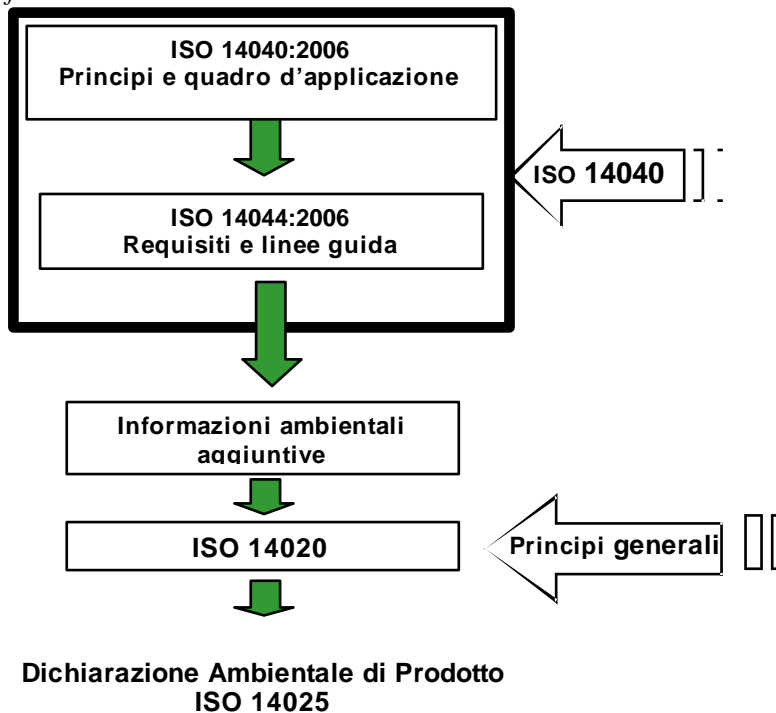 ISO 14040:2006
Principi e quadro d’applicazione
ISO 14040
ISO 14044:2006
Requisiti e linee guida
Informazioni ambientali
aggiuntive
ISO 14020
Principi generali
Dichiarazione Ambientale di Prodotto
ISO 14025